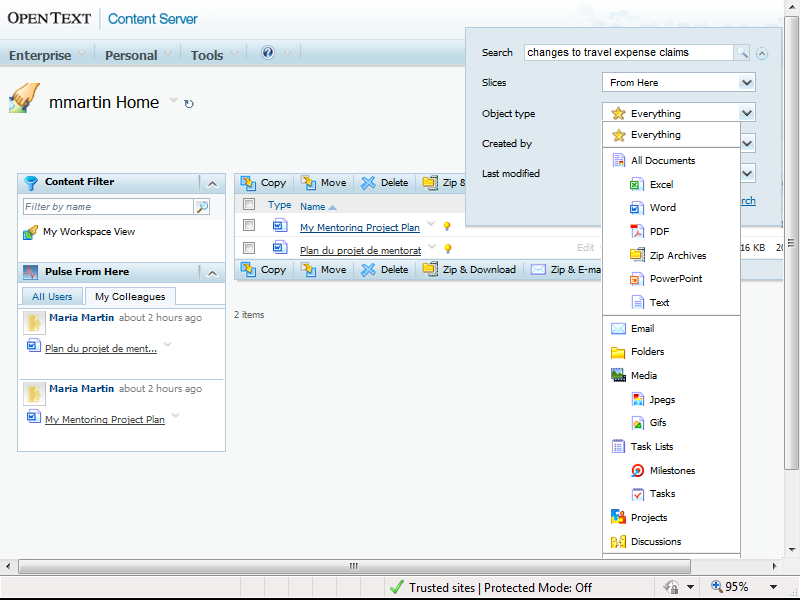 OPEN TEXT Content Server
Enterprise Personal Tools
mmartin Home
Search changes to travel expense claims
Slices From Here
Object type Everything
Created by
Last modified
Everything
All Documents
Excel
Word
PDF
Zip Archives
PowerPoint
Text
Email
Folders
Media
Jpegs
Gifs
Task Lists
Milestones
Tasks
Projects
Discussions
Content Filter
Filter by name
My Workspace View
Pulse From Here
All Users My Colleagues
Maria Martin about 2 hours ago
Plan du projet de ment...
Maria Martin about 2 hours ago
My Mentoring Project Plan
Copy Move Delete Zip &
Type Name
My Mentoring Project Plan
Plan du projet de mentorat Edit 16 KB
Copy Move Delete Zip & Download Zip & E-ma
2 items
Trusted sites | Protected Mode: Off 95%